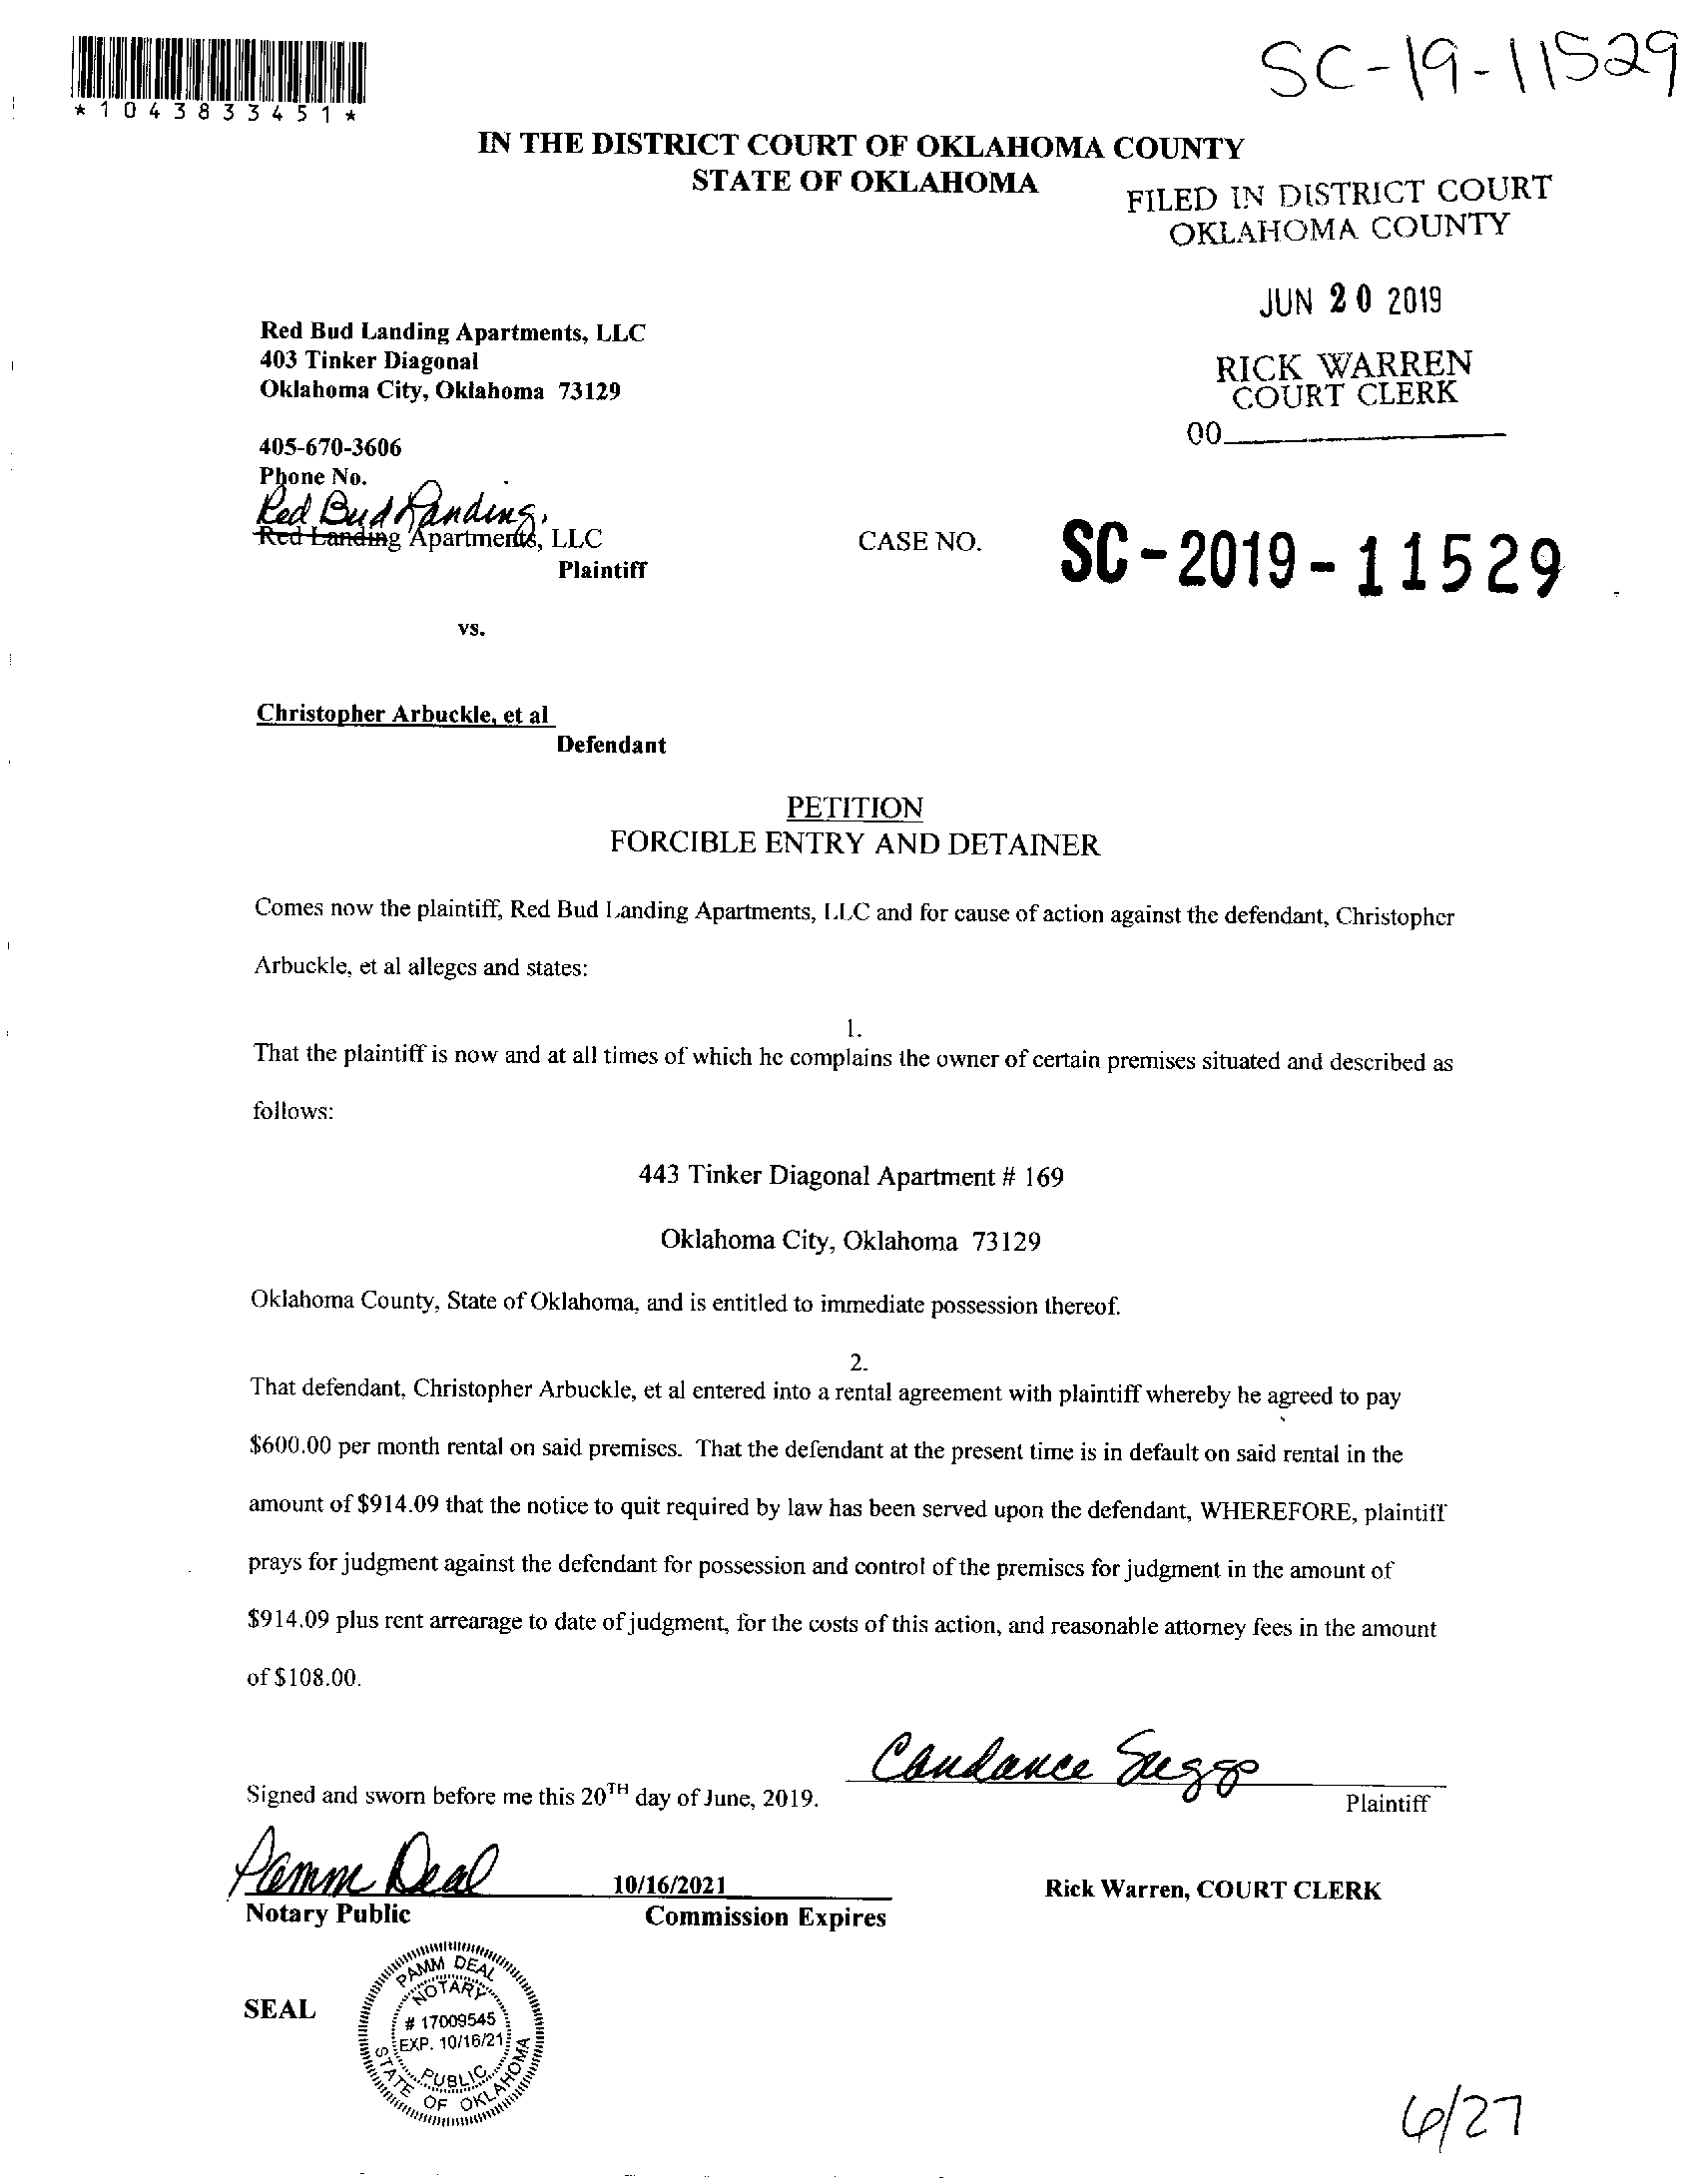 SC-19-11529
*1043833451*
IN THE DISTRICT COURT OF OKLAHOMA COUNTY
STATE OF OKLAHOMA
FILED IN DISTRICT COURT
OKLAHOMA COUNTY
JUN 20 2019
RICK WARREN
COURT CLERK
00
Red Bud Landing Apartments, LLC
403 Tinker Diagonal
Oklahoma City, Oklahoma 73129
405-670-3606
Phone No.
Red Bud Landing,
Red Landing Apartments, LLC
Plaintiff
CASE NO.
SC-2019-11529
vs.
Christopher Arbuckle, et al
Defendant
PETITION
FORCIBLE ENTRY AND DETAINER
Comes now the plaintiff, Red Bud Landing Apartments, LLC and for cause of action against the defendant, Christopher
Arbuckle, et al alleges and states:
1.
That the plaintiff is now and at all times of which he complains the owner of certain premises situated and described as
follows:
443 Tinker Diagonal Apartment # 169
Oklahoma City, Oklahoma 73129
Oklahoma County, State of Oklahoma, and is entitled to immediate possession thereof.
2.
That defendant, Christopher Arbuckle, et al entered into a rental agreement with plaintiff whereby he agreed to pay
$600.00 per month rental on said premises. That the defendant at the present time is in default on said rental in the
amount of $914.09 that the notice to quit required by law has been served upon the defendant, WHEREFORE, plaintiff
prays for judgment against the defendant for possession and control of the premises for judgment in the amount of
$914.09 plus rent arrearage to date of judgment, for the costs of this action, and reasonable attorney fees in the amount
of $108.00.
Candance Suggs
Signed and sworn before me this 20TH day of June, 2019.
Plaintiff
Pamm Deal
10/16/2021
Rick Warren, COURT CLERK
Notary Public
Commission Expires
SEAL
PAMM DEAL
NOTARY
# 17009545
EXP. 10/16/21
PUBLIC
STATE OF OKLAHOMA
6/27